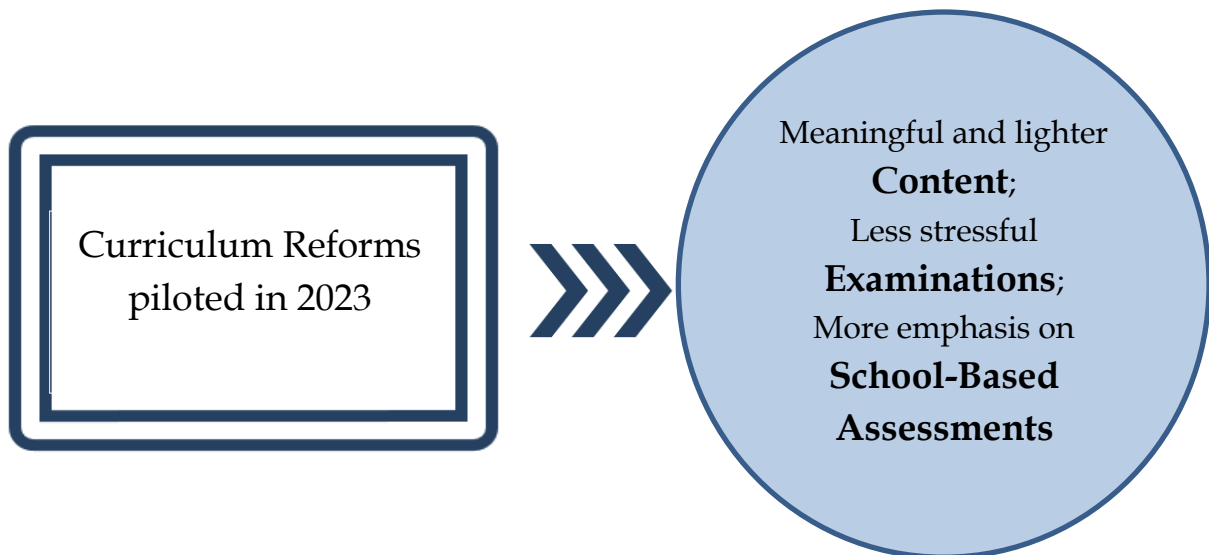 Curriculum Reforms
piloted in 2023
Meaningful and lighter
Content;
Less stressful
Examinations;
More emphasis on
School-Based
Assessments